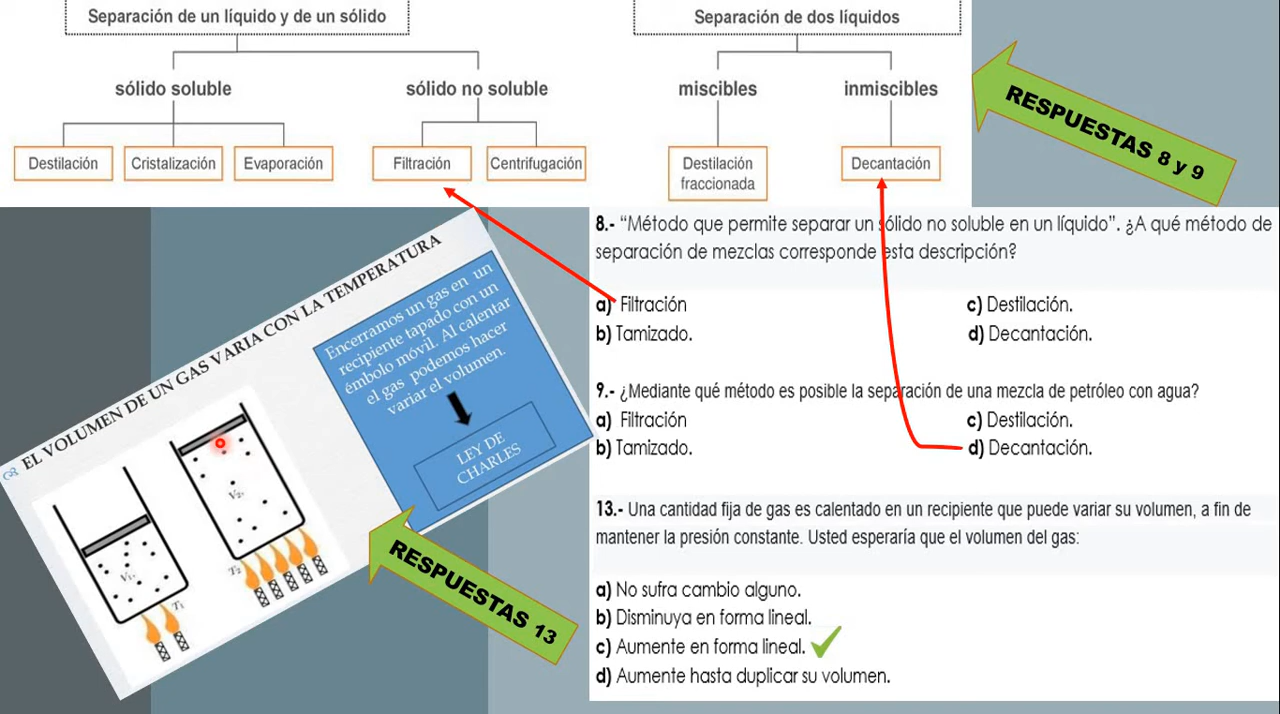 Separación de un líquido y de un sólido
sólido soluble
sólido no soluble
Destilación
Cristalización
Evaporación
Filtración
Centrifugación
Separación de dos líquidos
miscibles
inmiscibles
Destilación
fraccionada
Decantación
RESPUESTAS 8 y 9
EL VOLUMEN DE UN GAS VARIA CON LA TEMPERATURA
Encerramos un gas en un
recipiente tapado con un
émbolo móvil. Al calentar
el gas podemos hacer
variar el volumen.
LEY DE
CHARLES
V1,
T1
V2,
T2
RESPUESTAS 13
8.- “Método que permite separar un sólido no soluble en un líquido”. ¿A qué método de
separación de mezclas corresponde esta descripción?
a) Filtración
c) Destilación.
b) Tamizado.
d) Decantación.
9.- ¿Mediante qué método es posible la separación de una mezcla de petróleo con agua?
a) Filtración
c) Destilación.
b) Tamizado.
d) Decantación.
13.- Una cantidad fija de gas es calentado en un recipiente que puede variar su volumen, a fin de
mantener la presión constante. Usted esperaría que el volumen del gas:
a) No sufra cambio alguno.
b) Disminuya en forma lineal.
c) Aumente en forma lineal.
d) Aumente hasta duplicar su volumen.